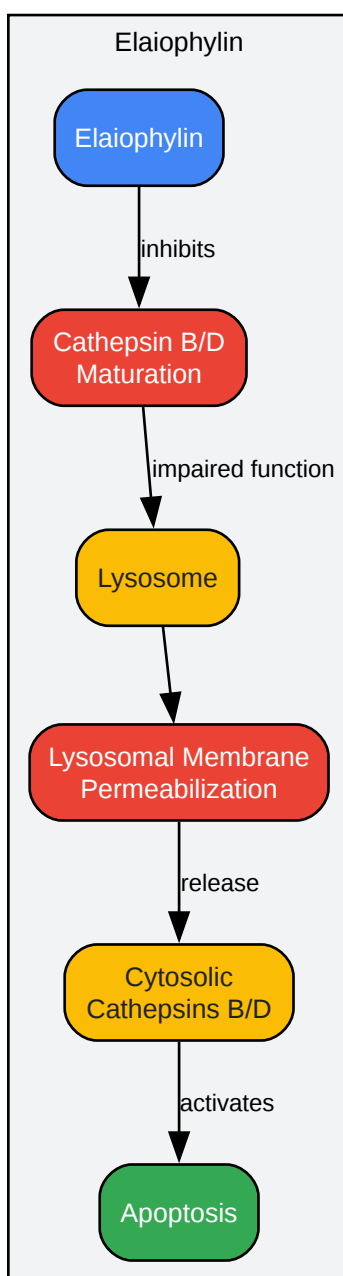 Elaiophylin
Elaiophylin
inhibits
Cathepsin B/D
Maturation
impaired function
Lysosome
Lysosomal Membrane
Permeabilization
release
Cytosolic
Cathepsins B/D
activates
Apoptosis